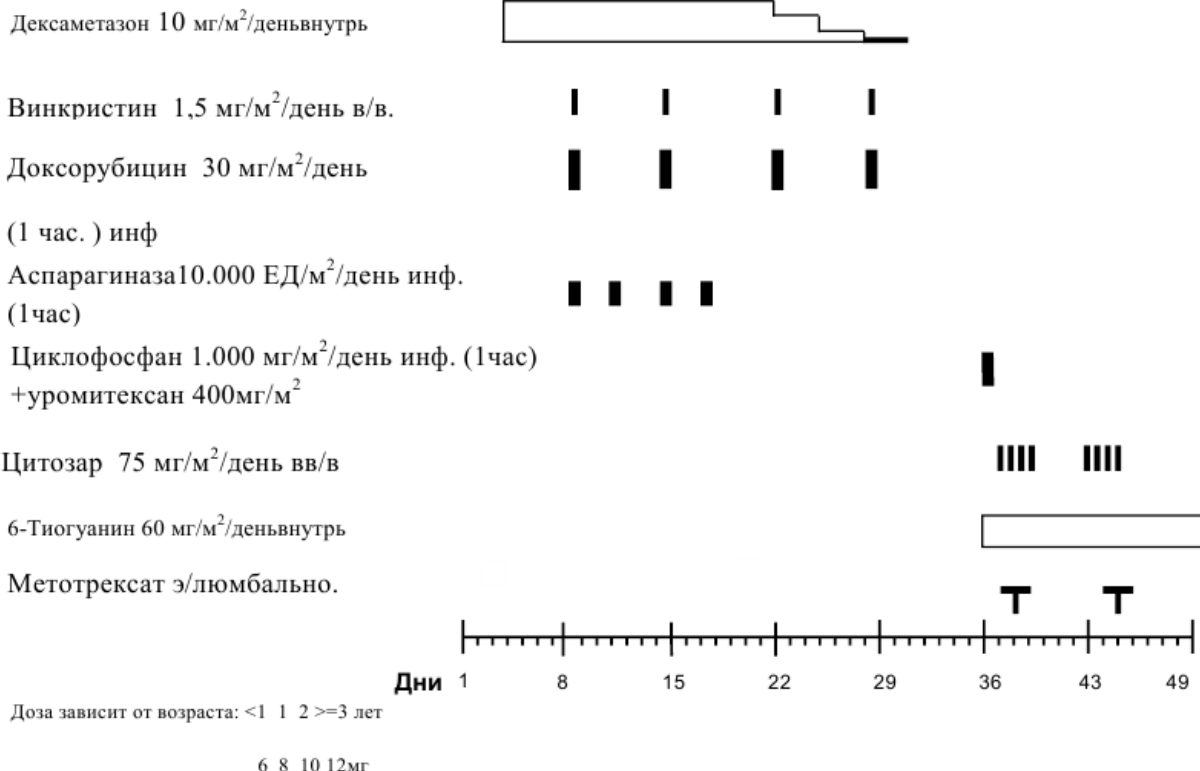 Дексаметазон 10 мг/м²/деньвнутрь
Винкристин 1,5 мг/м²/день в/в.
Доксорубицин 30 мг/м²/день
(1 час. ) инф
Аспарагиназа10.000 ЕД/м²/день инф.
(1час)
Циклофосфан 1.000 мг/м²/день инф. (1час)
+уромитексан 400мг/м²
Цитозар 75 мг/м²/день вв/в
6-Тиогуанин 60 мг/м²/деньвнутрь
Метотрексат э/люмбально.
Дни 1 8 15 22 29 36 43 49
Доза зависит от возраста: <1 1 2 >=3 лет
6 8 10 12мг